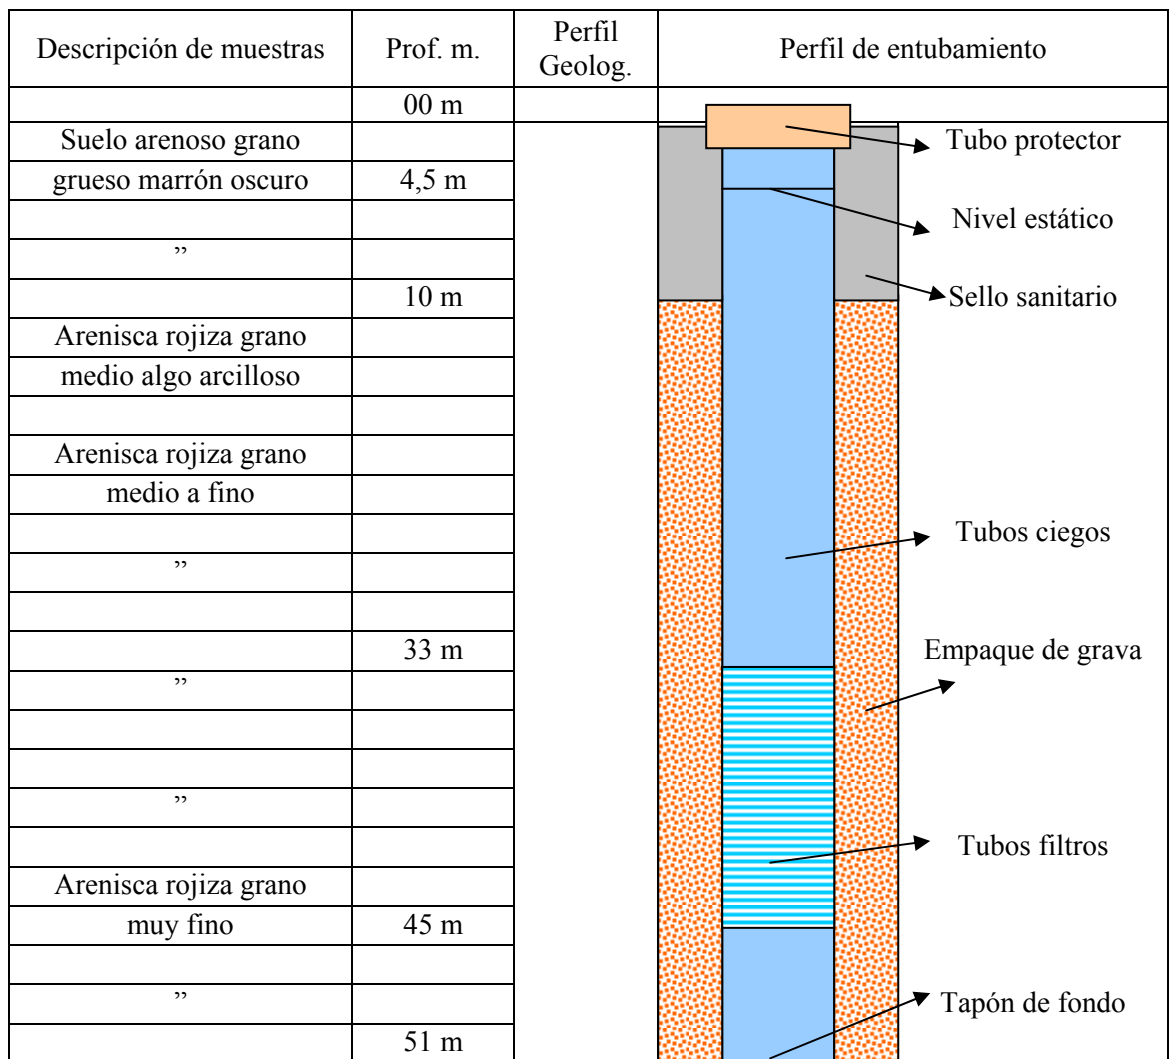 Descripción de muestras Prof. m. Perfil Geolog. Perfil de entubamiento
00 m
Suelo arenoso grano Tubo protector
grueso marrón oscuro 4,5 m
Nivel estático
”
10 m Sello sanitario
Arenisca rojiza grano
medio algo arcilloso
Arenisca rojiza grano
medio a fino
Tubos ciegos
”
33 m Empaque de grava
”
”
Tubos filtros
Arenisca rojiza grano
muy fino 45 m
” Tapón de fondo
51 m